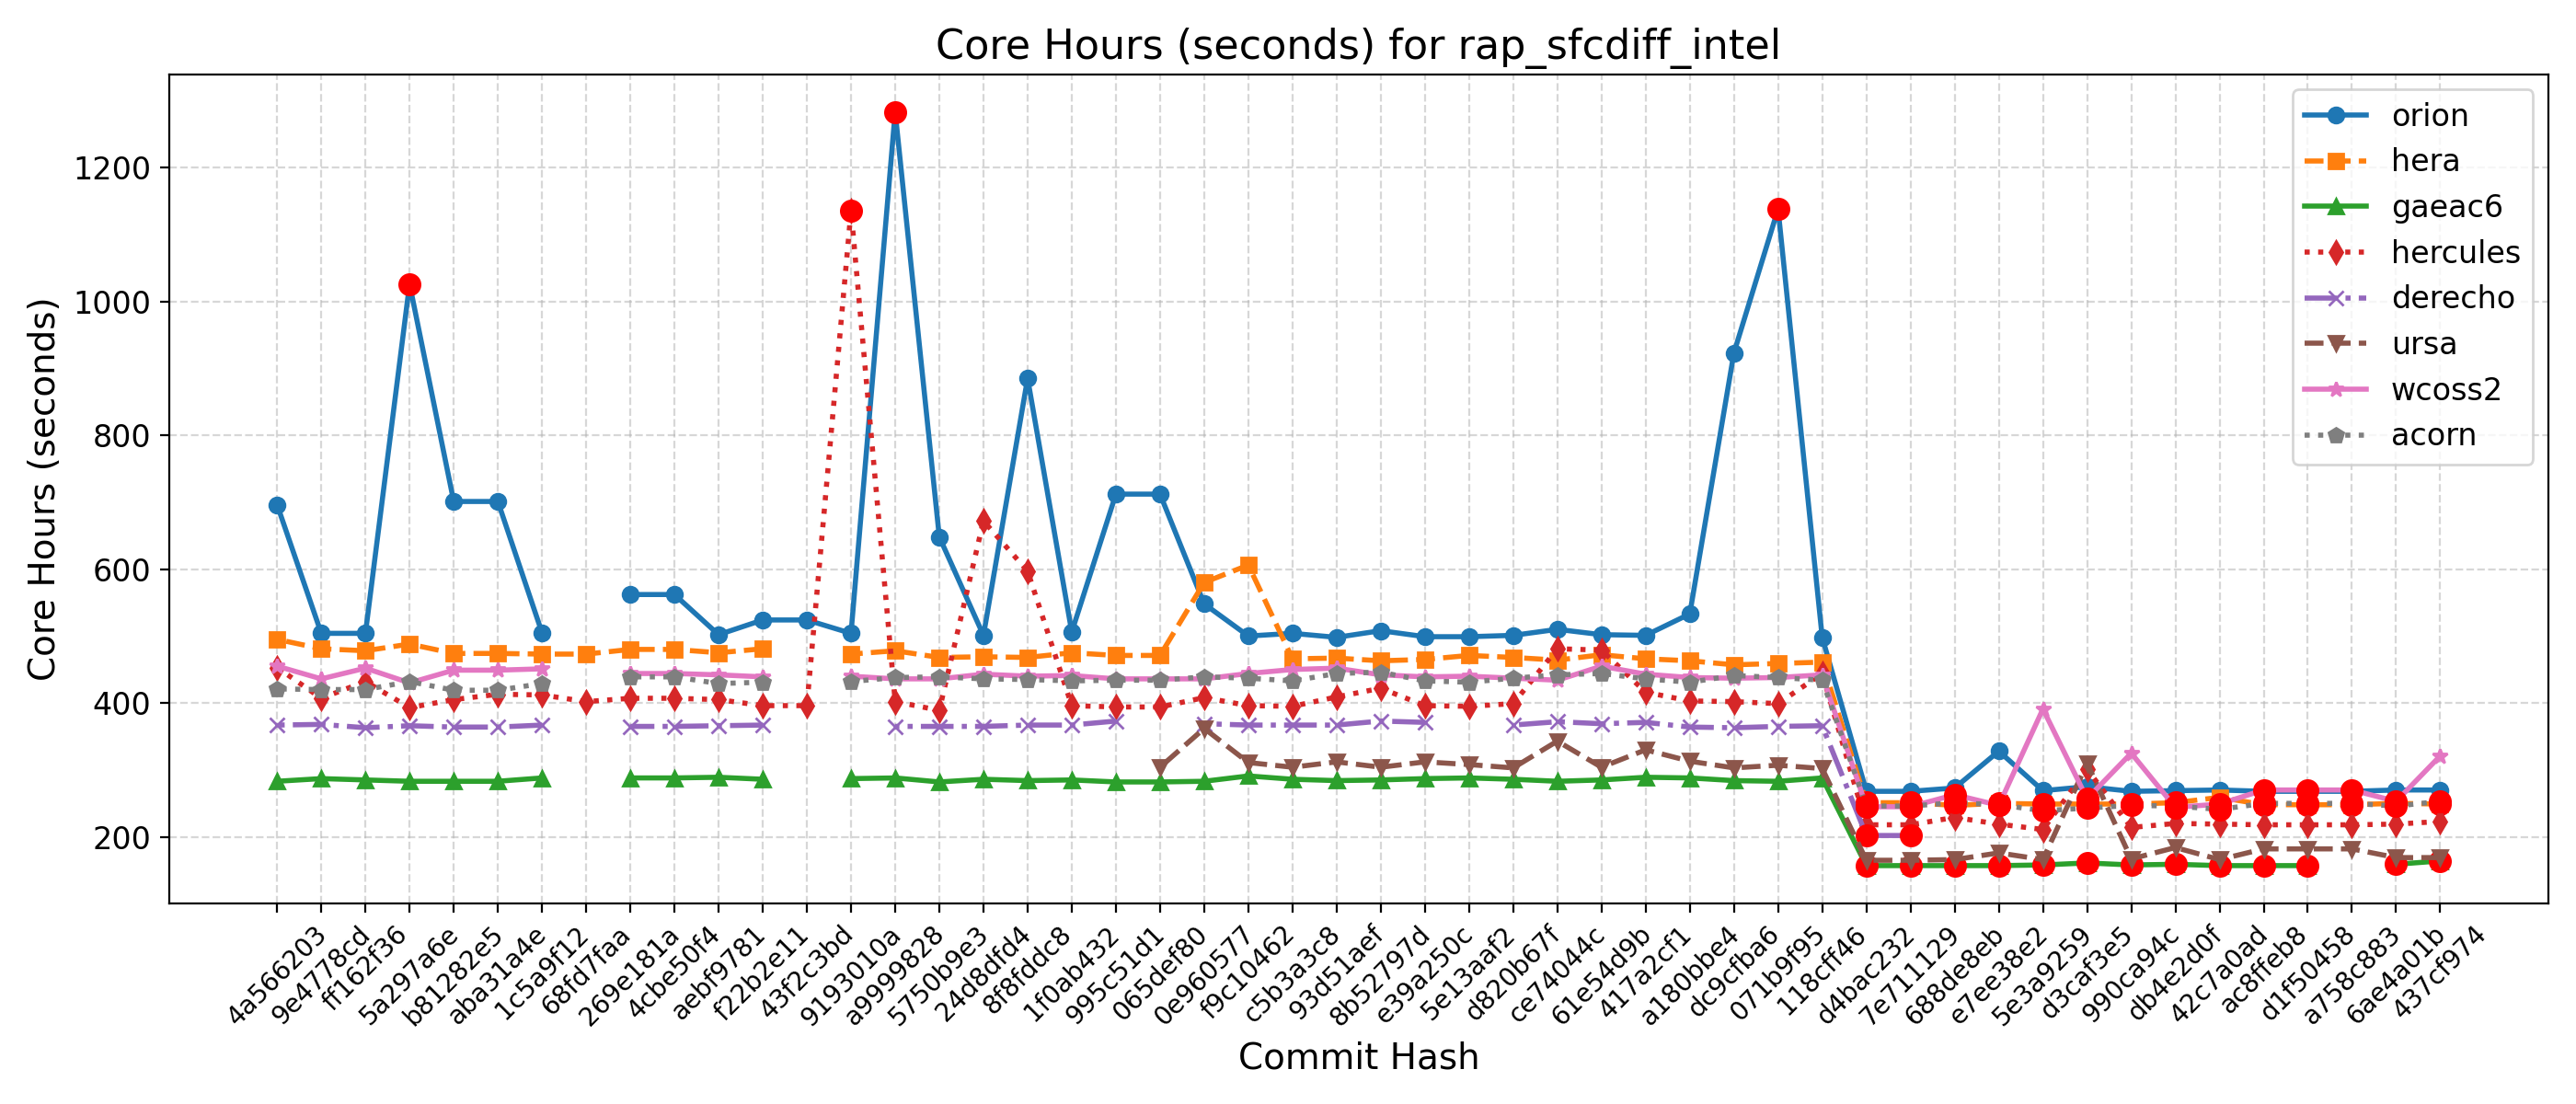 Core Hours (seconds) for rap_sfcdiff_intel
Core Hours (seconds)
1200
1000
800
600
400
200
orion
hera
gaeac6
hercules
derecho
ursa
wcoss2
acorn
4a566203
9e4778cd
ff162f36
5a297a6e
b81282e5
aba31a4e
1c5a9f12
68fd7faa
269e181a
4cbe50f4
aebf9781
f22b2e11
43f2c3bd
9193010a
a9999828
5750b9e3
24d8dfd4
8f8fddc8
1f0ab432
995c51d1
065def80
0e960577
f9c10462
c5b3a3c8
93d51aef
8b52797d
e39a250c
5e13aaf2
d820b67f
ce74044c
61e54d9b
417a2cf1
a180bbe4
dc9cfba6
071b9f95
118cff46
d4bac232
7e711129
688de8eb
e7ee38e2
5e3a9259
d3caf3e5
990ca94c
db4e2d0f
42c7a0ad
ac8ffeb8
d1f50458
a758c883
6ae4a01b
437cf974
Commit Hash